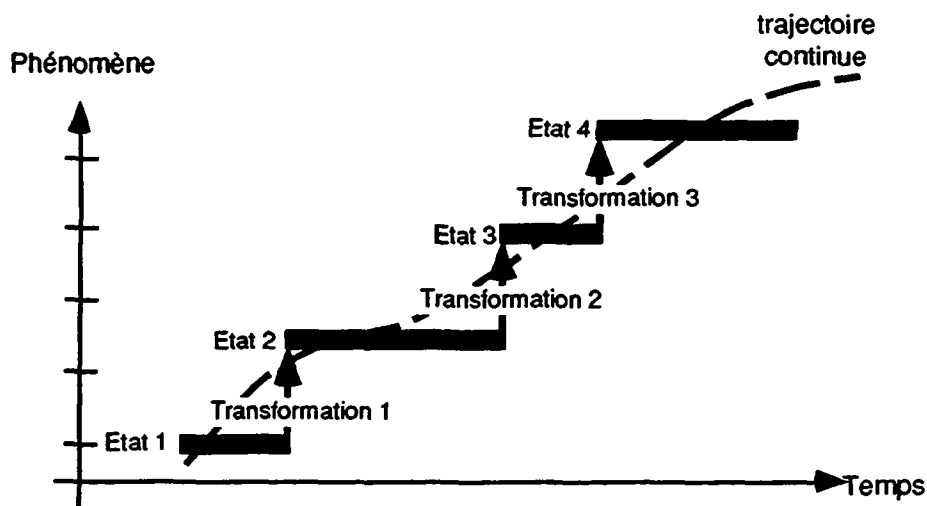 trajectoire
continue
Phénomène
Etat 4
Transformation 3
Etat 3
Transformation 2
Etat 2
Transformation 1
Etat 1
Temps